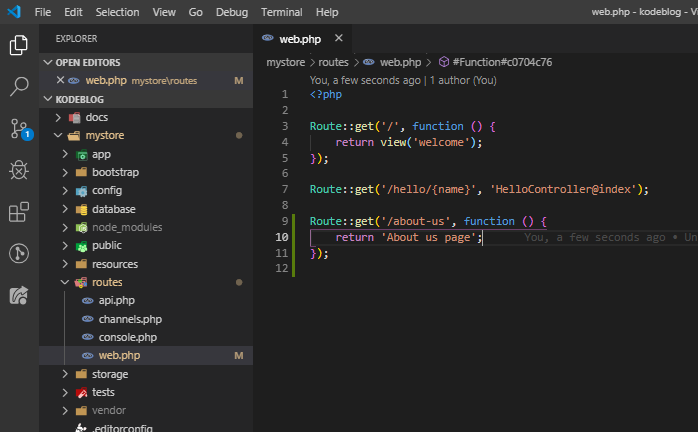 File Edit Selection View Go Debug Terminal Help web.php - kodeblog - Vi
EXPLORER
OPEN EDITORS
web.php mystore\routes M
KODEBLOG
docs
mystore
app
bootstrap
config
database
node_modules
public
resources
routes
api.php
channels.php
console.php
web.php M
storage
tests
vendor
.editorconfig
1
web.php
mystore > routes > web.php > #Function#c0704c76
You, a few seconds ago | 1 author (You)
1 <?php
2
3 Route::get('/', function () {
4 return view('welcome');
5 });
6
7 Route::get('/hello/{name}', 'HelloController@index');
8
9 Route::get('/about-us', function () {
10 return 'About us page'; You, a few seconds ago • Un
11 });
12